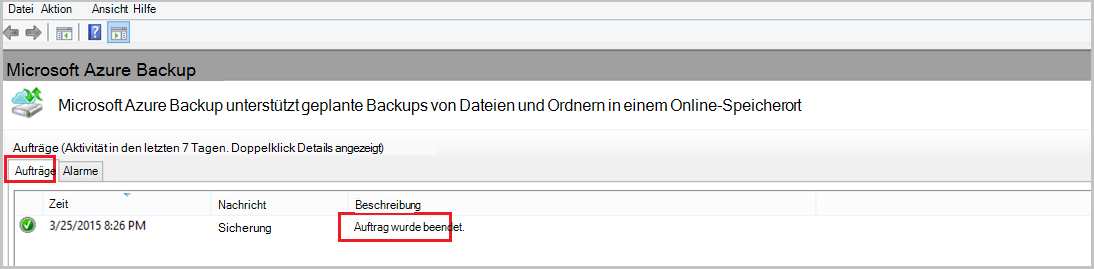 Datei Aktion Ansicht Hilfe
Microsoft Azure Backup
Microsoft Azure Backup unterstützt geplante Backups von Dateien und Ordnern in einem Online-Speicherort
Aufträge (Aktivität in den letzten 7 Tagen. Doppelklick Details angezeigt)
Aufträge Alarme
Zeit Nachricht Beschreibung
3/25/2015 8:26 PM Sicherung Auftrag wurde beendet.